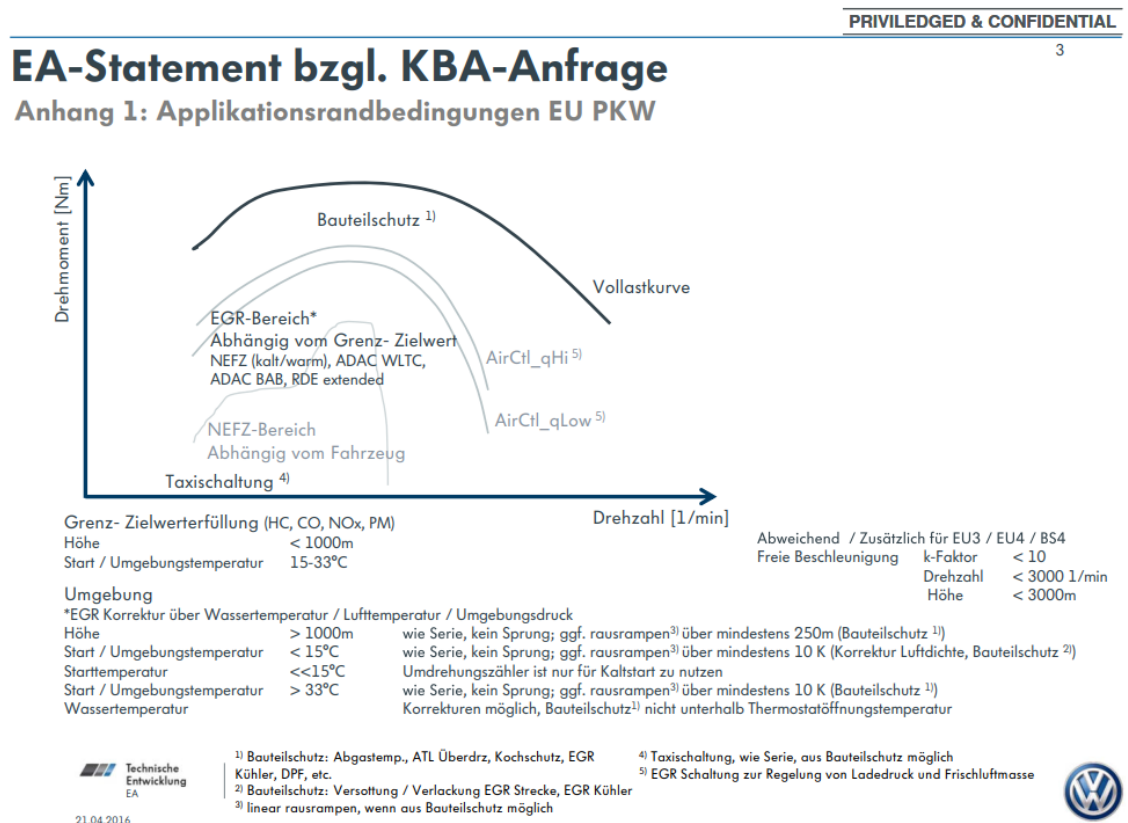 PRIVILEDGED & CONFIDENTIAL
3
EA-Statement bzgl. KBA-Anfrage
Anhang 1: Applikationsrandbedingungen EU PKW
Drehmoment [Nm]
Bauteilschutz 1)
Vollastkurve
EGR-Bereich*
Abhängig vom Grenz- Zielwert
NEFZ (kalt/warm), ADAC WLTC,
ADAC BAB, RDE extended
AirCtl_qHi 5)
AirCtl_qLow 5)
NEFZ-Bereich
Abhängig vom Fahrzeug
Taxischaltung 4)
Drehzahl [1/min]
Grenz- Zielwerterfüllung (HC, CO, NOx, PM)
Höhe < 1000m
Start / Umgebungstemperatur 15-33°C
Abweichend / Zusätzlich für EU3 / EU4 / BS4
Freie Beschleunigung k-Faktor < 10
Drehzahl < 3000 1/min
Höhe < 3000m
Umgebung
*EGR Korrektur über Wassertemperatur / Lufttemperatur / Umgebungsdruck
Höhe > 1000m wie Serie, kein Sprung; ggf. rausrampen3) über mindestens 250m (Bauteilschutz 1))
Start / Umgebungstemperatur < 15°C wie Serie, kein Sprung; ggf. rausrampen3) über mindestens 10 K (Korrektur Luftdichte, Bauteilschutz 2))
Starttemperatur <<15°C Umdrehungszähler ist nur für Kaltstart zu nutzen
Start / Umgebungstemperatur > 33°C wie Serie, kein Sprung; ggf. rausrampen3) über mindestens 10 K (Bauteilschutz 1))
Wassertemperatur Korrekturen möglich, Bauteilschutz1) nicht unterhalb Thermostatöffnungstemperatur
Technische
Entwicklung
EA
21.04.2016
1) Bauteilschutz: Abgastemp., ATL Überdrz, Kochschutz, EGR
Kühler, DPF, etc.
2) Bauteilschutz: Versottung / Verlackung EGR Strecke, EGR Kühler
3) linear rausrampen, wenn aus Bauteilschutz möglich
4) Taxischaltung, wie Serie, aus Bauteilschutz möglich
5) EGR Schaltung zur Regelung von Ladedruck und Frischluftmasse